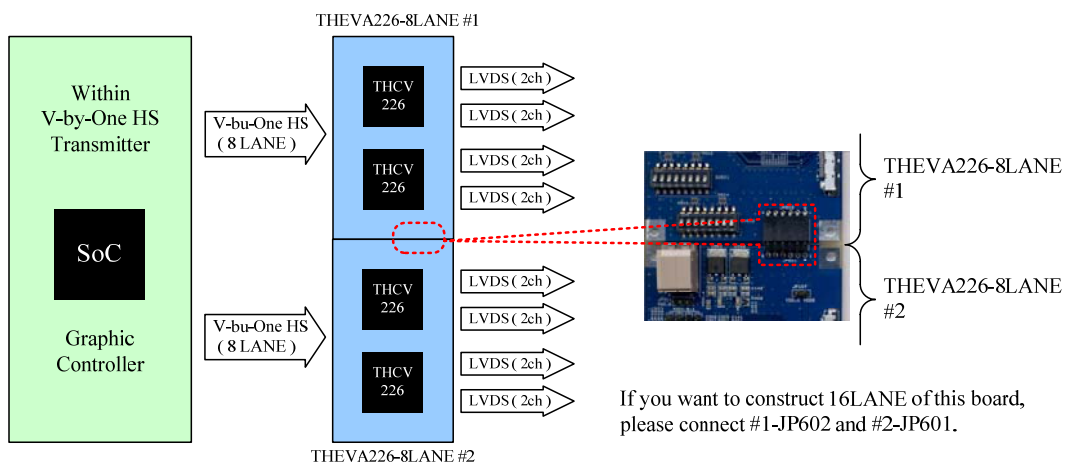 THEVA226-8LANE #1
Within
V-by-One HS
Transmitter
SoC
Graphic
Controller
V-bu-One HS
( 8 LANE )
V-bu-One HS
( 8 LANE )
THCV
226
THCV
226
THCV
226
THCV
226
LVDS ( 2ch )
LVDS ( 2ch )
LVDS ( 2ch )
LVDS ( 2ch )
LVDS ( 2ch )
LVDS ( 2ch )
LVDS ( 2ch )
LVDS ( 2ch )
THEVA226-8LANE #2
THEVA226-8LANE
#1
THEVA226-8LANE
#2
If you want to construct 16LANE of this board,
please connect #1-JP602 and #2-JP601.